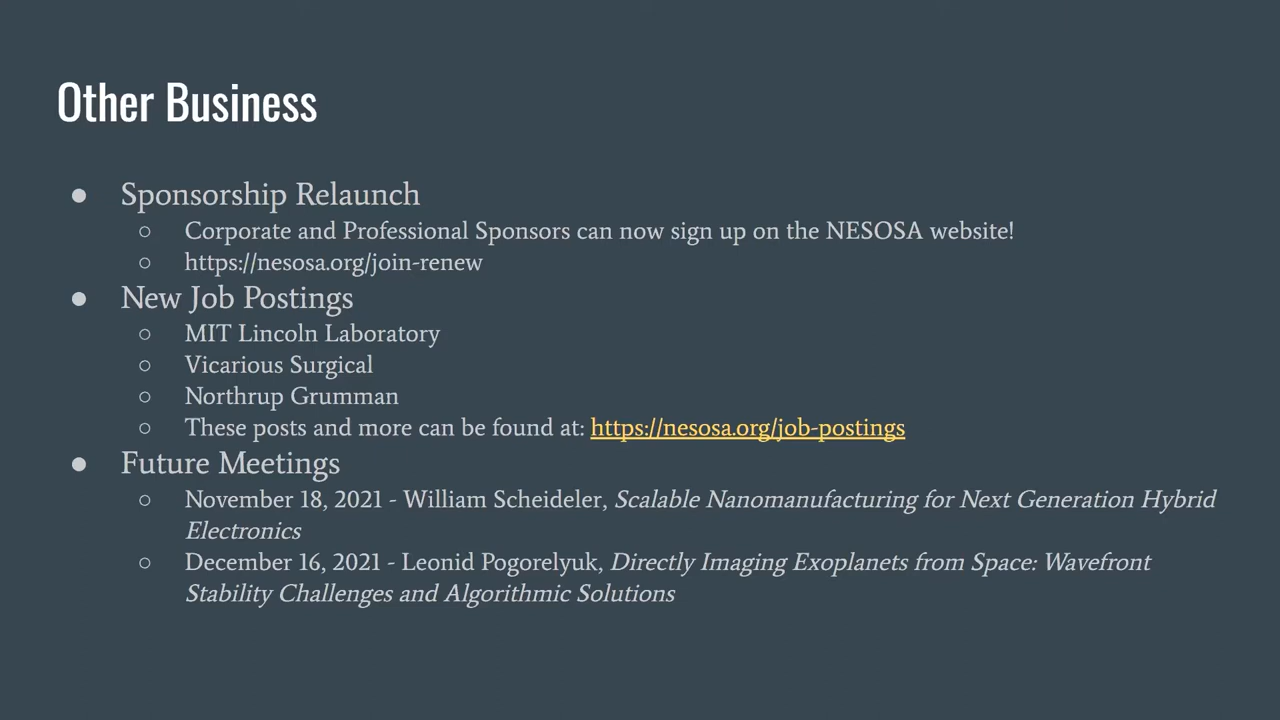 Other Business
● Sponsorship Relaunch
○ Corporate and Professional Sponsors can now sign up on the NESOSA website!
○ https://nesosa.org/join-renew
● New Job Postings
○ MIT Lincoln Laboratory
○ Vicarious Surgical
○ Northrup Grumman
○ These posts and more can be found at: https://nesosa.org/job-postings
● Future Meetings
○ November 18, 2021 - William Scheideler, Scalable Nanomanufacturing for Next Generation Hybrid
Electronics
○ December 16, 2021 - Leonid Pogorelyuk, Directly Imaging Exoplanets from Space: Wavefront
Stability Challenges and Algorithmic Solutions